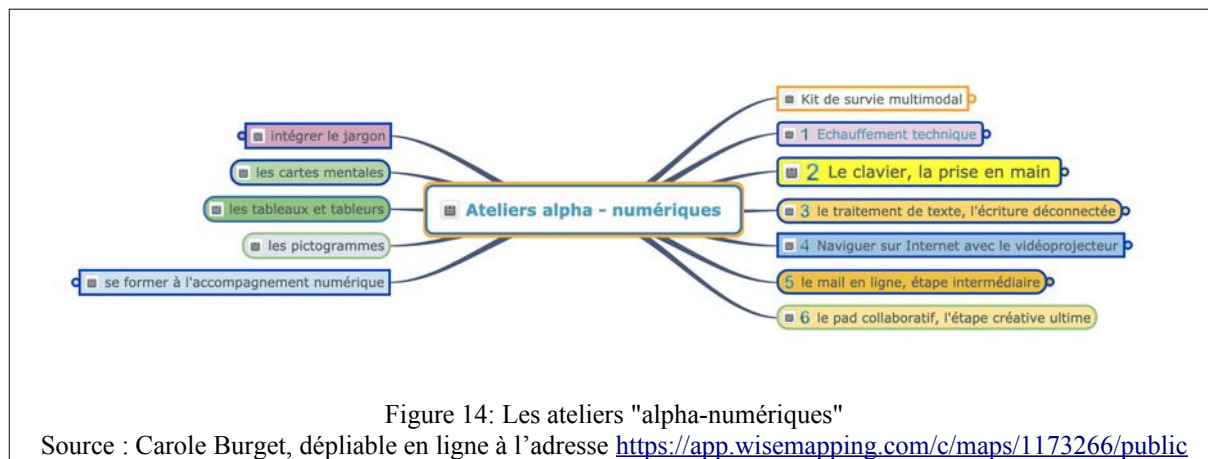 intégrer le jargon
les cartes mentales
les tableaux et tableurs
les pictogrammes
se former à l'accompagnement numérique
Ateliers alpha - numériques
Kit de survie multimodal
1 Echauffement technique
2 Le clavier, la prise en main
3 le traitement de texte, l'écriture déconnectée
4 Naviguer sur Internet avec le vidéoprojecteur
5 le mail en ligne, étape intermédiaire
6 le pad collaboratif, l'étape créative ultime
Figure 14: Les ateliers "alpha-numériques"
Source : Carole Burget, dépliable en ligne à l’adresse https://app.wisemapping.com/c/maps/1173266/public